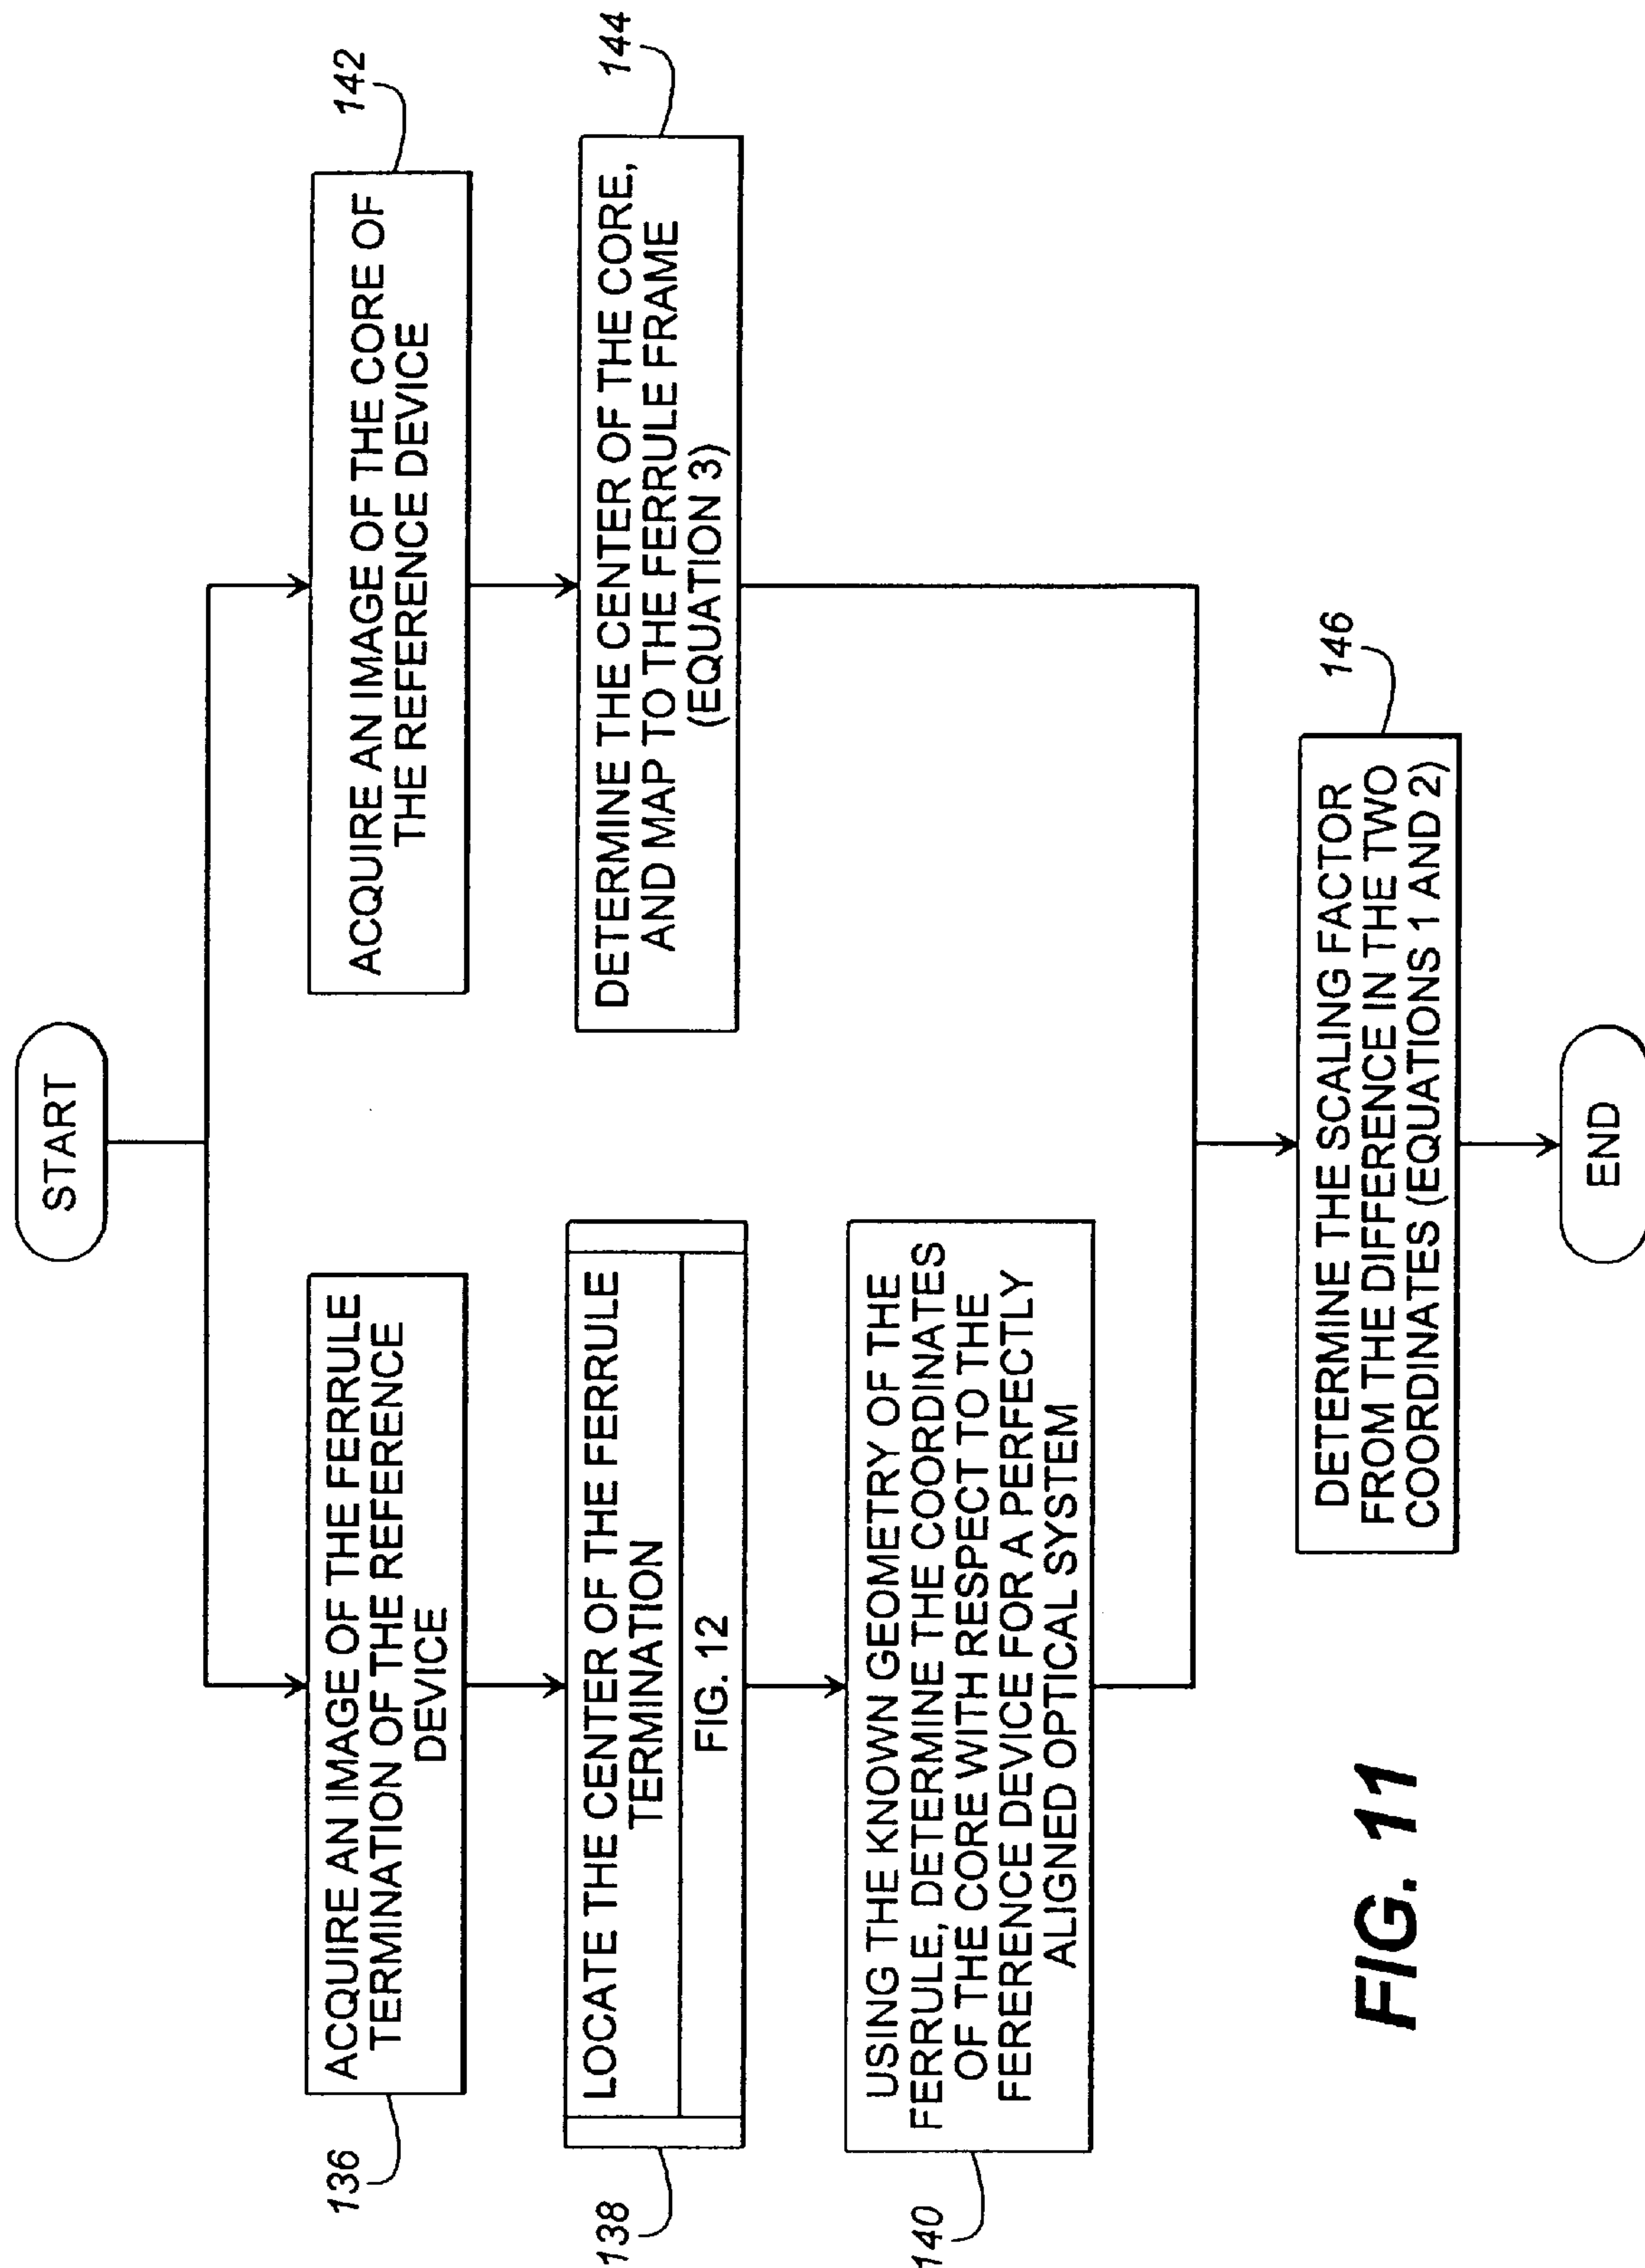 START
136
ACQUIRE AN IMAGE OF THE FERRULE
TERMINATION OF THE REFERENCE
DEVICE
138
LOCATE THE CENTER OF THE FERRULE
TERMINATION
FIG. 12
140
USING THE KNOWN GEOMETRY OF THE
FERRULE, DETERMINE THE COORDINATES
OF THE CORE WITH RESPECT TO THE
FERERENCE DEVICE FOR A PERFECTLY
ALIGNED OPTICAL SYSTEM
142
ACQUIRE AN IMAGE OF THE CORE OF
THE REFERENCE DEVICE
144
DETERMINE THE CENTER OF THE CORE,
AND MAP TO THE FERRULE FRAME
(EQUATION 3)
146
DETERMINE THE SCALING FACTOR
FROM THE DIFFERENCE IN THE TWO
COORDINATES (EQUATIONS 1 AND 2)
END
FIG. 11